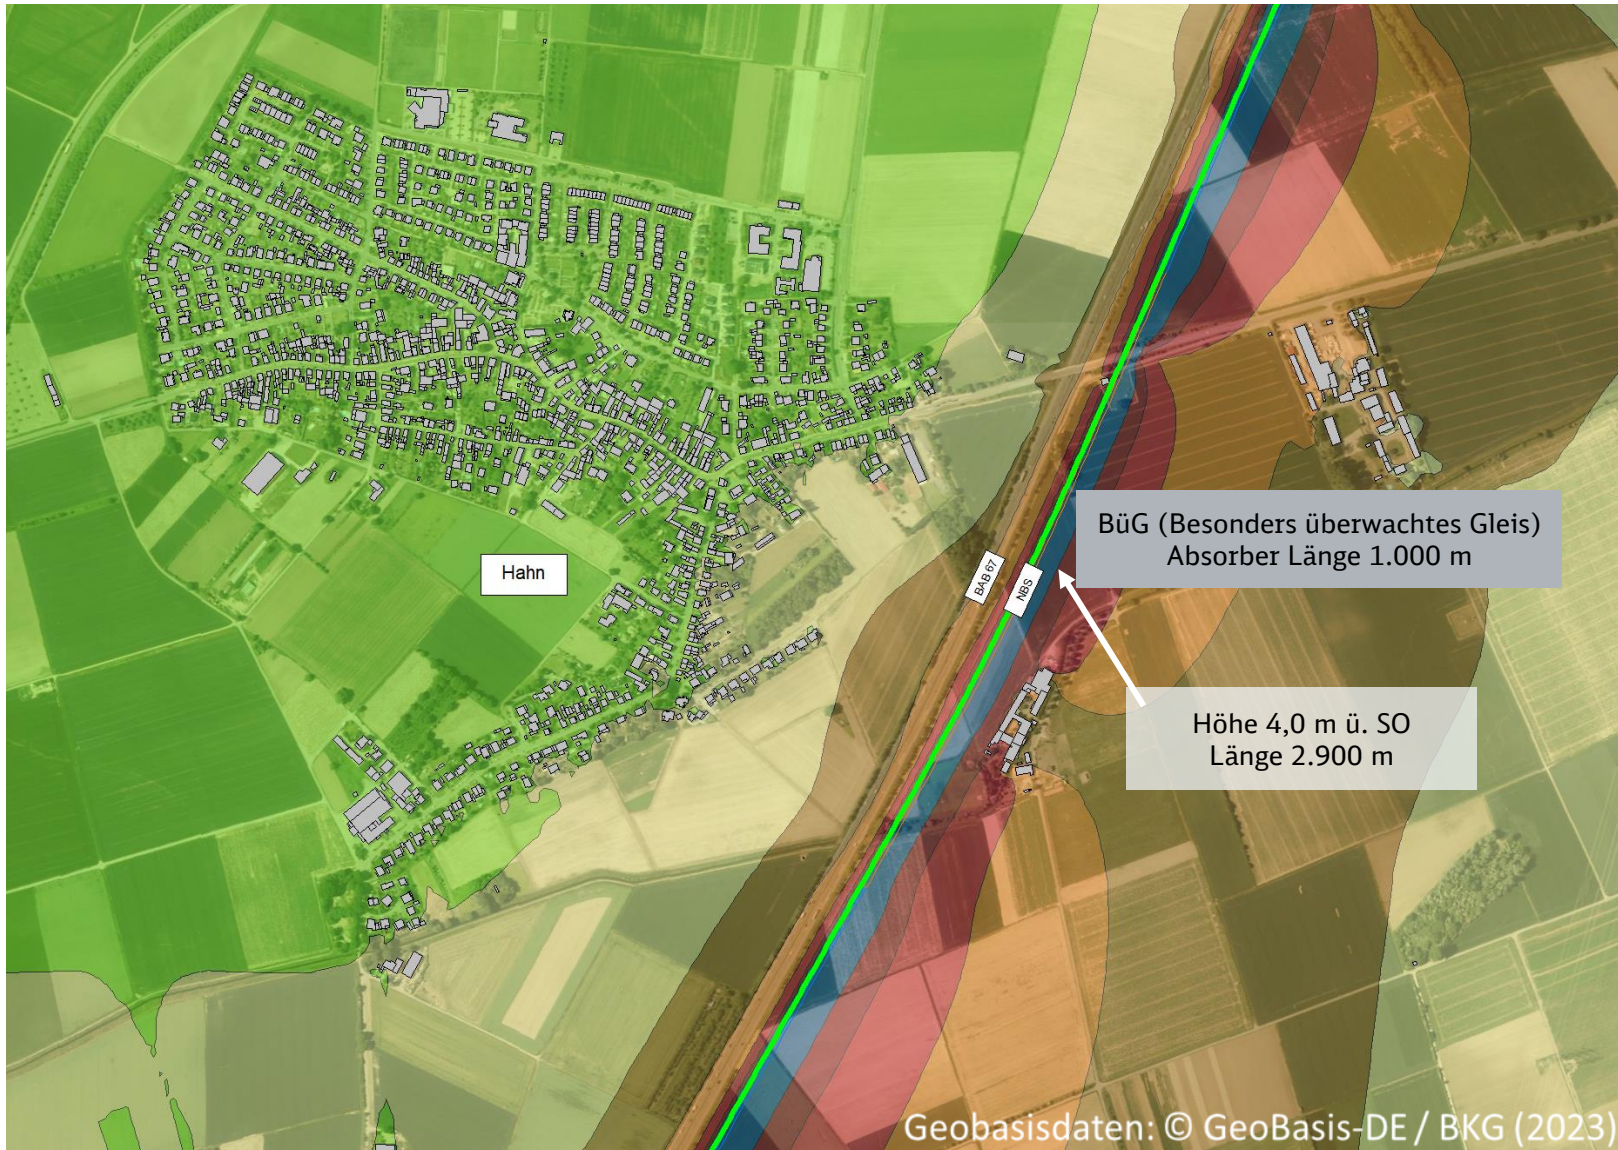 BüG (Besonders überwachtes Gleis)
Absorber Länge 1.000 m
Hahn
BAB 67
NBS
Höhe 4,0 m ü. SO
Länge 2.900 m
Geobasisdaten: © GeoBasis-DE / BKG (2023)